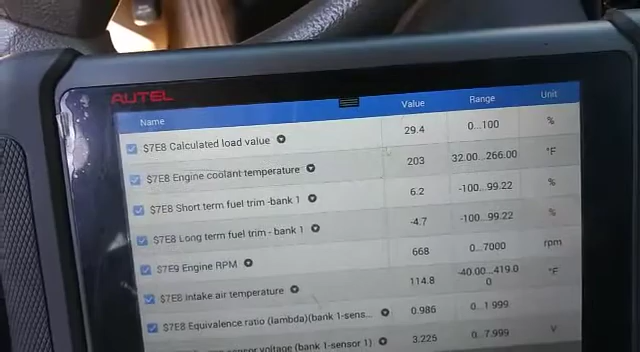 AUTEL
Name Value Range Unit
$7E8 Calculated load value 29.4 0...100 %
$7E8 Engine coolant temperature 203 32.00...266.00 °F
$7E8 Short term fuel trim -bank 1 6.2 -100...99.22 %
$7E8 Long term fuel trim -bank 1 -4.7 -100...99.22 %
$7E9 Engine RPM 668 0...7000 rpm
$7E8 Intake air temperature 114.8 -40.00...419.0
0 °F
$7E8 Equivalence ratio (lambda)(bank 1-sens... 0.986 0...1.999
sensor voltage (bank 1-sensor 1) 3.225 0...7.999 V